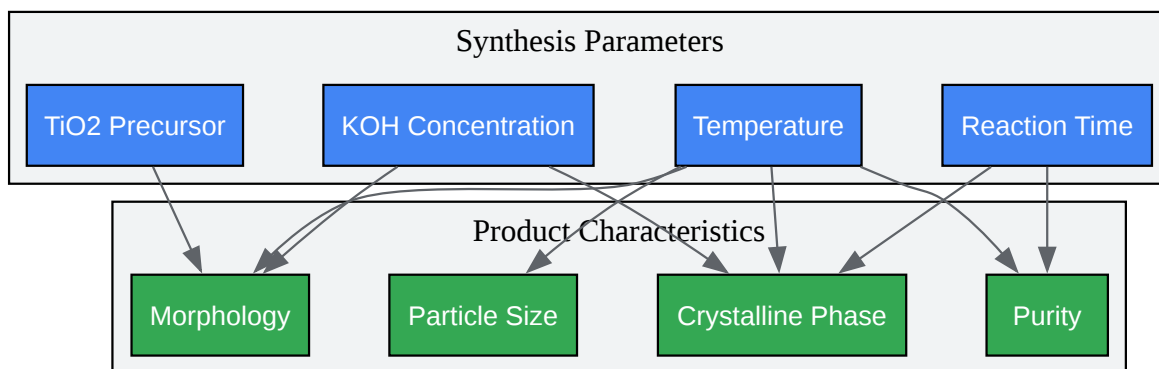 Synthesis Parameters
TiO2 Precursor
KOH Concentration
Temperature
Reaction Time
Product Characteristics
Morphology
Particle Size
Crystalline Phase
Purity